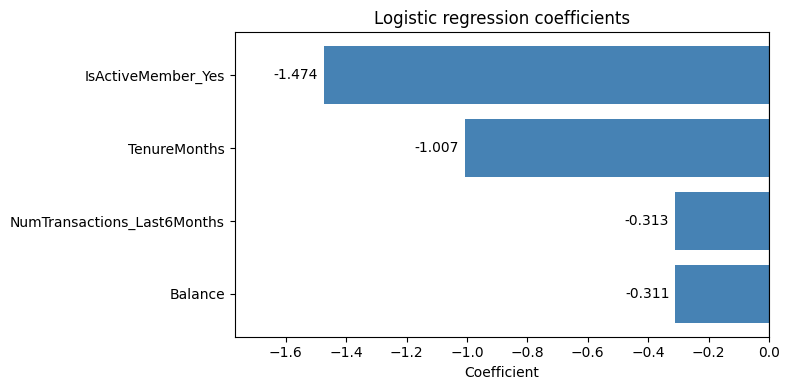 Logistic regression coefficients
IsActiveMember_Yes
-1.474
TenureMonths
-1.007
NumTransactions_Last6Months
-0.313
Balance
-0.311
−1.6 −1.4 −1.2 −1.0 −0.8 −0.6 −0.4 −0.2 0.0
Coefficient